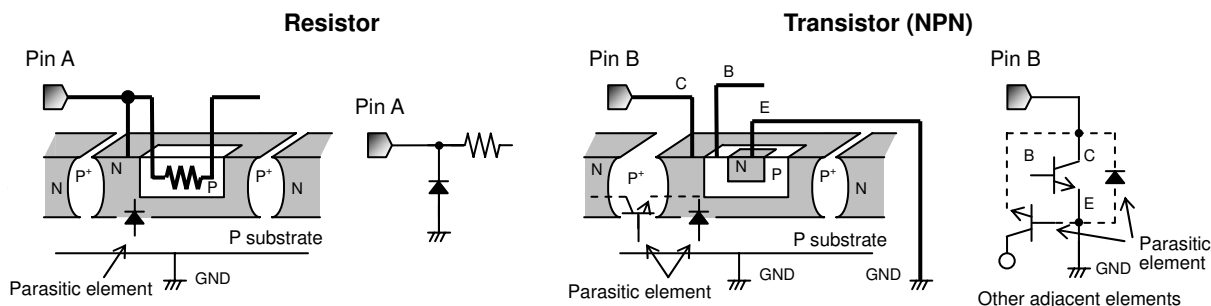 Resistor
Transistor (NPN)
Pin A
Pin A
N
P+
N
P
P+
N
P substrate
Parasitic element
GND
Pin B
C
B
E
N
P+
N
P
P+
N
P substrate
Parasitic element
GND
GND
Pin B
B
C
E
Parasitic
element
GND
Other adjacent elements